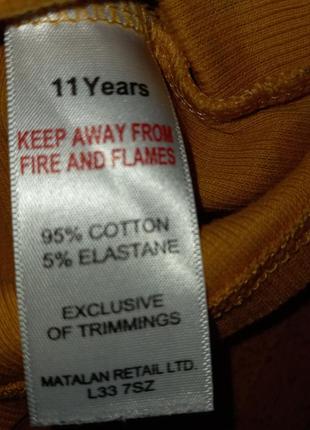 11 Years
KEEP AWAY FROM
FIRE AND FLAMES
95% COTTON
5% ELASTANE
EXCLUSIVE
OF TRIMMINGS
MATALAN RETAIL LTD.
L33 7SZ